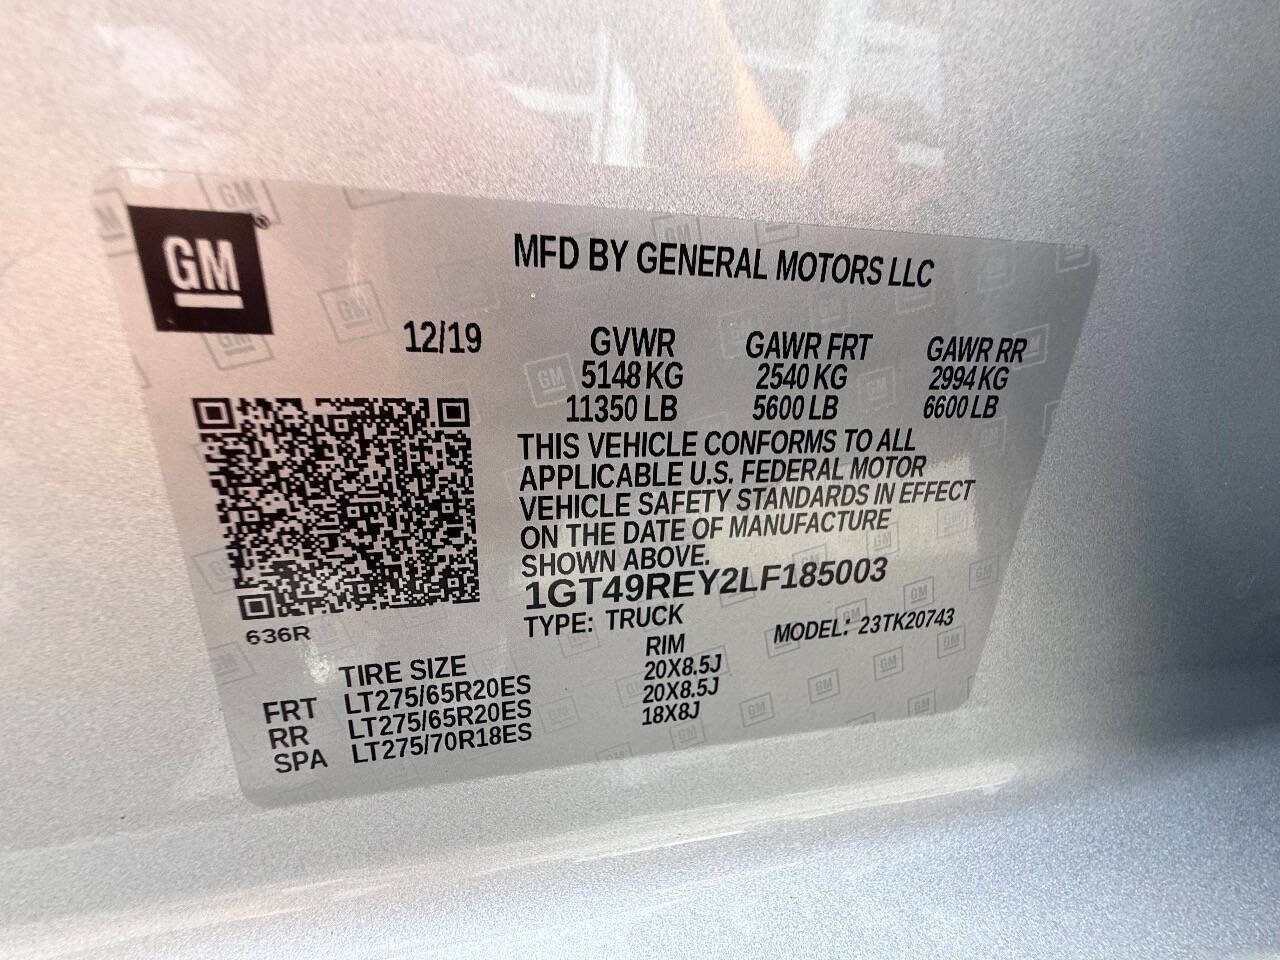 GM
MFD BY GENERAL MOTORS LLC
12/19 GVWR GAWR FRT GAWR RR
5148 KG 2540 KG 2994 KG
11350 LB 5600 LB 6600 LB
THIS VEHICLE CONFORMS TO ALL
APPLICABLE U.S. FEDERAL MOTOR
VEHICLE SAFETY STANDARDS IN EFFECT
ON THE DATE OF MANUFACTURE
SHOWN ABOVE.
1GT49REY2LF185003
TYPE: TRUCK MODEL: 23TK20743
636R
TIRE SIZE RIM
FRT LT275/65R20ES 20X8.5J
RR LT275/65R20ES 20X8.5J
SPA LT275/70R18ES 18X8J